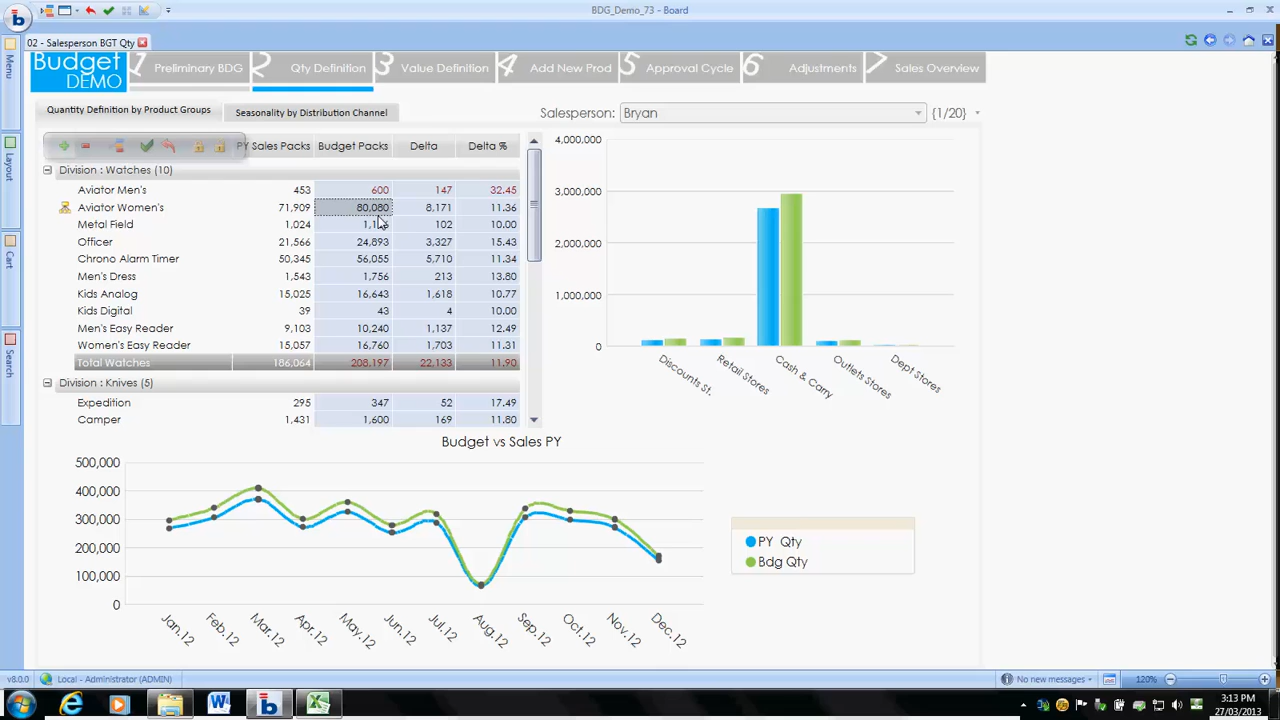 BDG_Demo_73 - Board
02 - Salesperson BGT Qty
Menu
Layout
Cart
Search
Budget DEMO
1 Preliminary BDG
2 Qty Definition
3 Value Definition
4 Add New Prod
5 Approval Cycle
6 Adjustments
7 Sales Overview
Quantity Definition by Product Groups
Seasonality by Distribution Channel
Salesperson: Bryan {1/20}
PY Sales Packs Budget Packs Delta Delta %
Division : Watches (10)
Aviator Men's 453 600 147 32.45
Aviator Women's 71,909 80,080 8,171 11.36
Metal Field 1,024 102 10.00
Officer 21,566 24,893 3,327 15.43
Chrono Alarm Timer 50,345 56,055 5,710 11.34
Men's Dress 1,543 1,756 213 13.80
Kids Analog 15,025 16,643 1,618 10.77
Kids Digital 39 43 4 10.00
Men's Easy Reader 9,103 10,240 1,137 12.49
Women's Easy Reader 15,057 16,760 1,703 11.31
Total Watches 186,064 208,197 22,133 11.90
Division : Knives (5)
Expedition 295 347 52 17.49
Camper 1,431 1,600 169 11.80
4,000,000
3,000,000
2,000,000
1,000,000
0
Discounts St.
Retail Stores
Cash & Carry
Outlets Stores
Dept Stores
Budget vs Sales PY
500,000
400,000
300,000
200,000
100,000
0
Jan.12
Feb.12
Mar.12
Apr.12
May.12
Jun.12
Jul.12
Aug.12
Sep.12
Oct.12
Nov.12
Dec.12
PY Qty
Bdg Qty
v8.0.0
Local - Administrator (ADMIN)
No new messages
120%
3:13 PM
27/03/2013